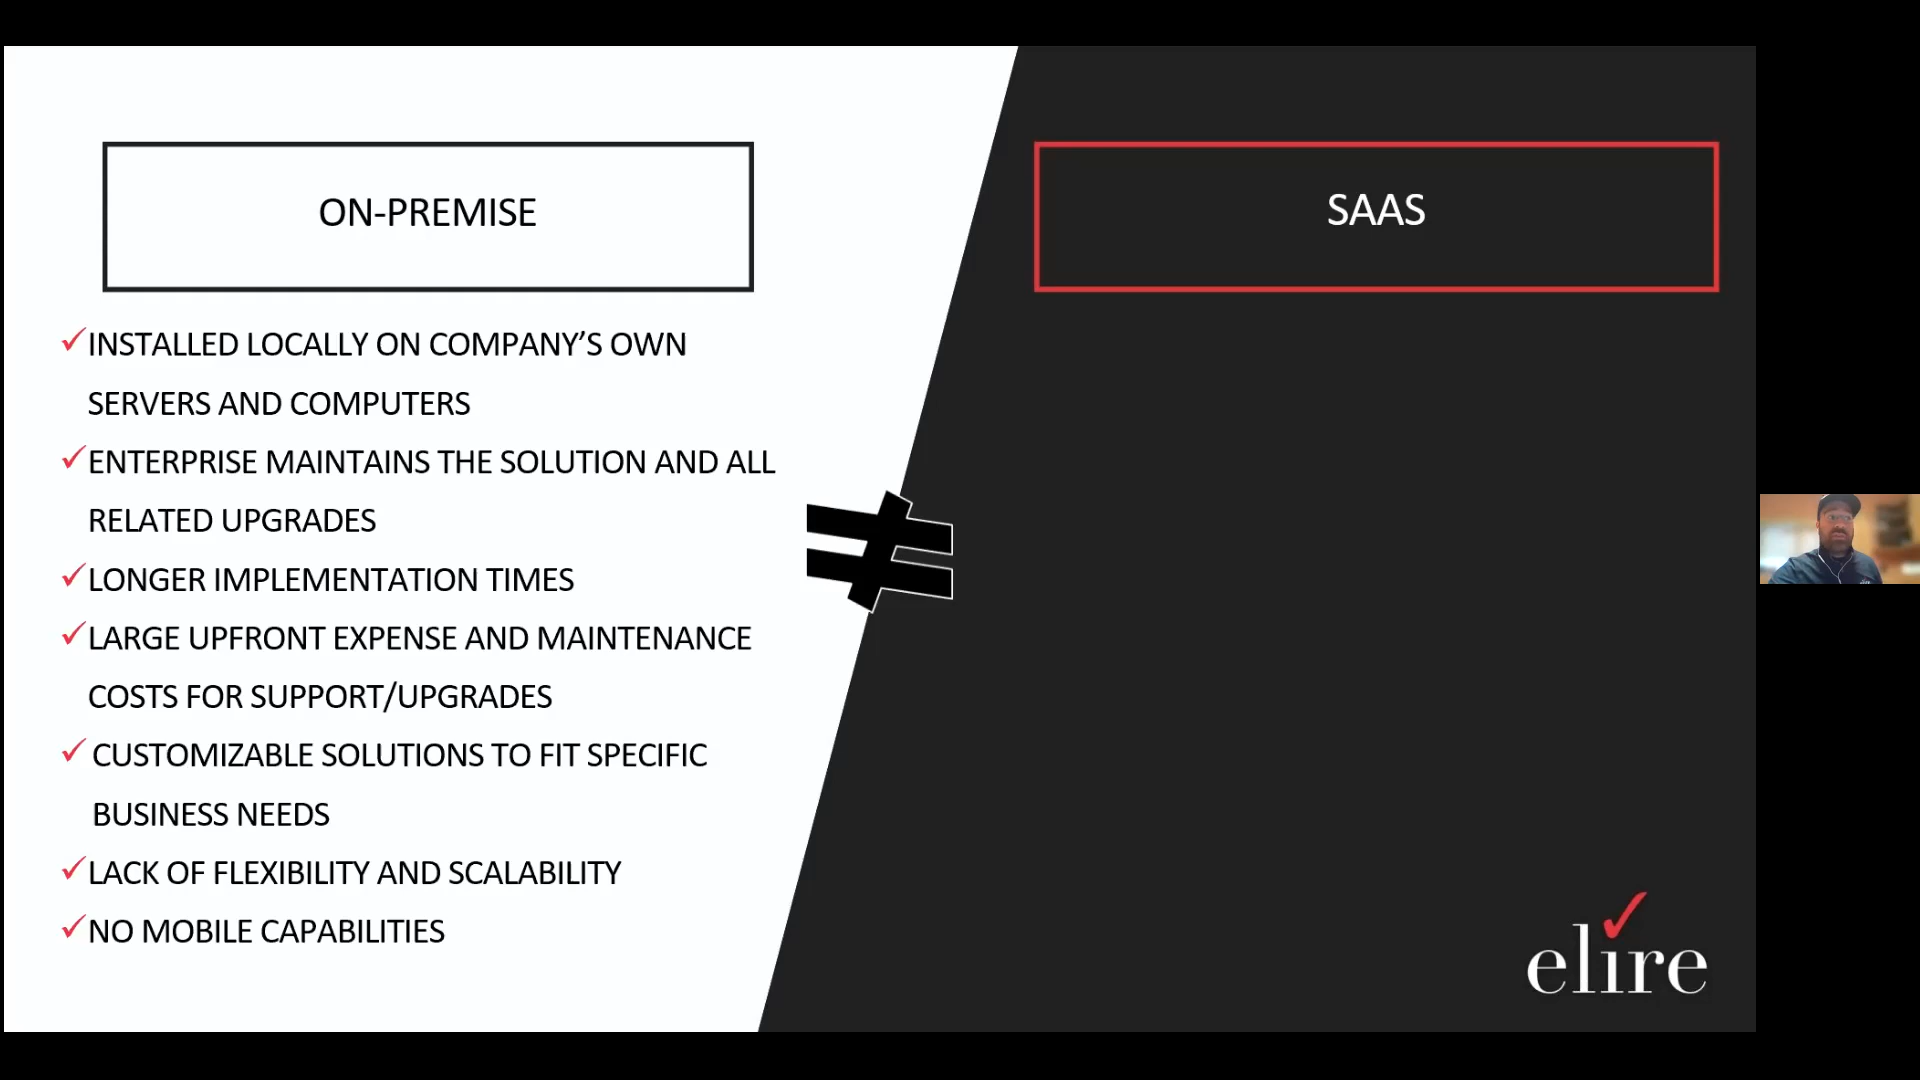 ON-PREMISE
INSTALLED LOCALLY ON COMPANY’S OWN
SERVERS AND COMPUTERS
ENTERPRISE MAINTAINS THE SOLUTION AND ALL
RELATED UPGRADES
LONGER IMPLEMENTATION TIMES
LARGE UPFRONT EXPENSE AND MAINTENANCE
COSTS FOR SUPPORT/UPGRADES
CUSTOMIZABLE SOLUTIONS TO FIT SPECIFIC
BUSINESS NEEDS
LACK OF FLEXIBILITY AND SCALABILITY
NO MOBILE CAPABILITIES
≠
SAAS
elire